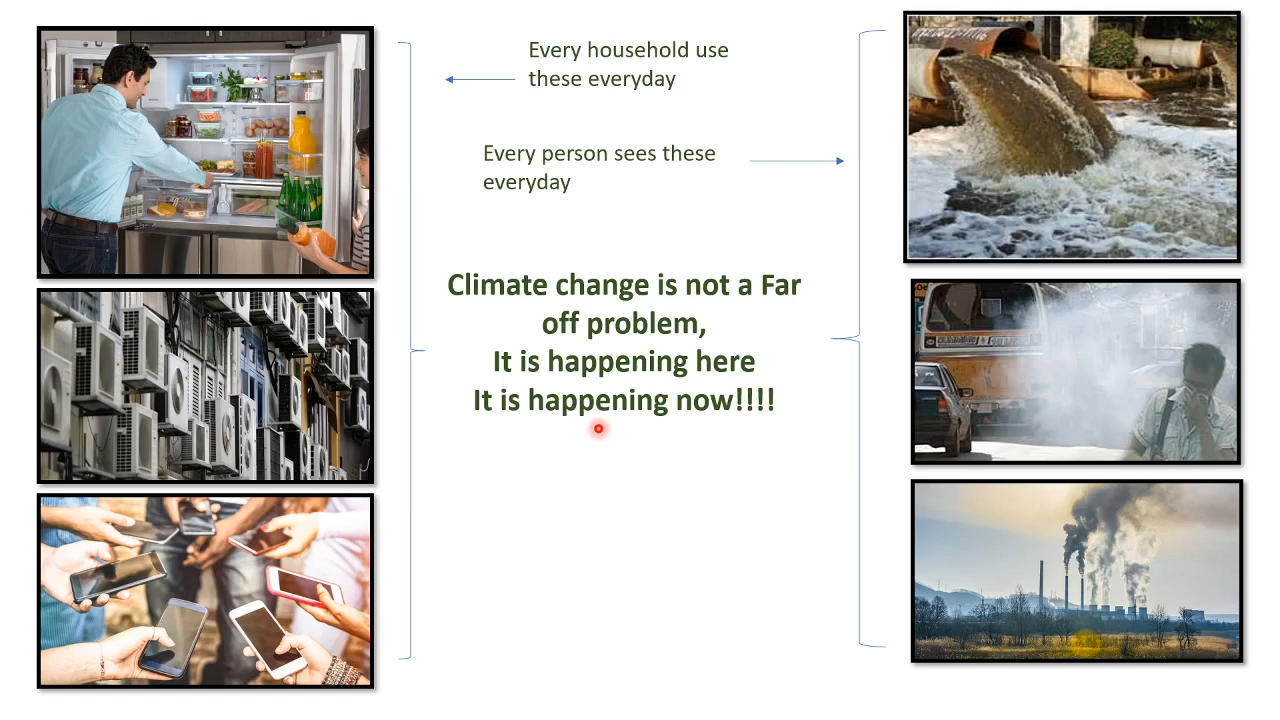 Every household use
these everyday
Every person sees these
everyday
Climate change is not a Far
off problem,
It is happening here
It is happening now!!!!